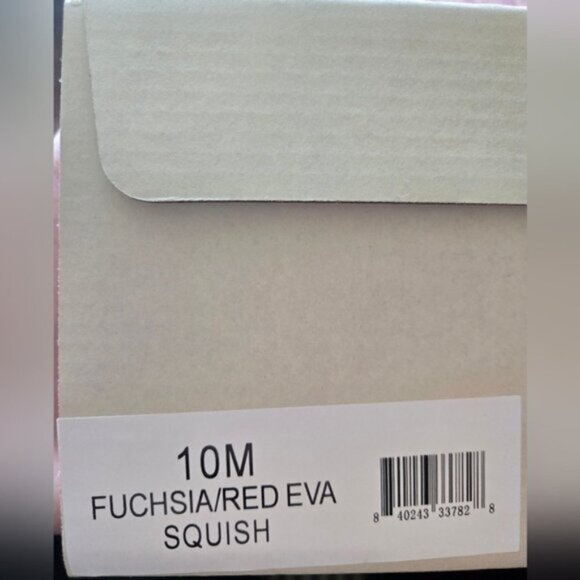 10M
FUCHSIA/RED EVA
SQUISH
8 40243 33782 8